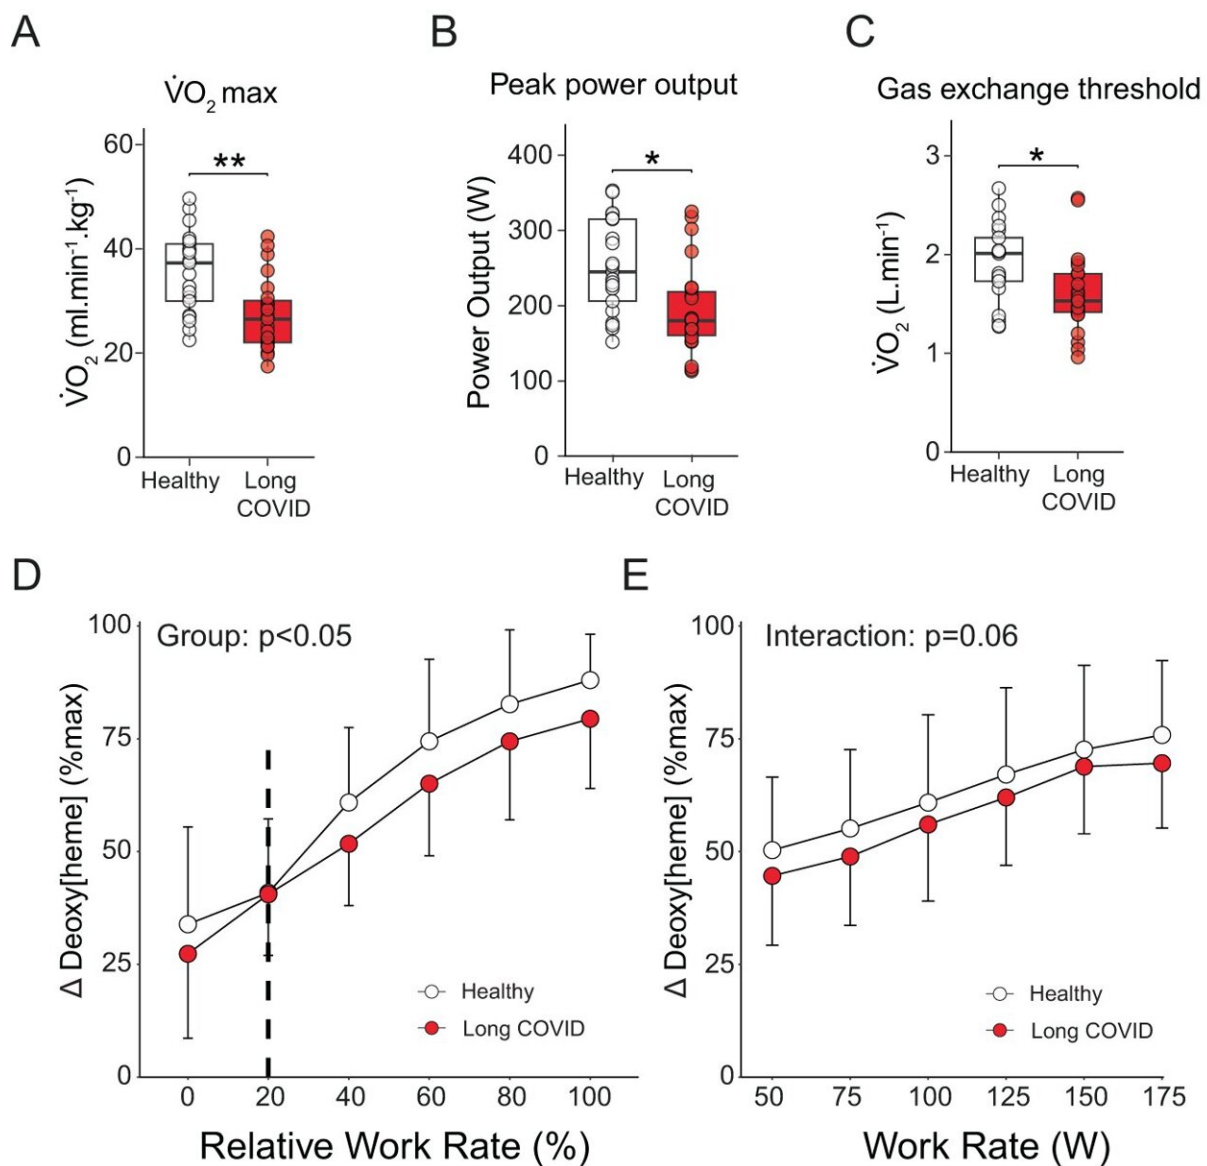 A
B
C
V̇O₂ max
Peak power output
Gas exchange threshold
V̇O₂ (ml.min⁻¹.kg⁻¹)
60
40
20
0
**
Healthy
Long
COVID
Power Output (W)
400
300
200
100
0
*
Healthy
Long
COVID
V̇O₂ (L.min⁻¹)
3
2
1
0
*
Healthy
Long
COVID
D
E
Δ Deoxy[heme] (%max)
100
75
50
25
0
Group: p<0.05
Healthy
Long COVID
0 20 40 60 80 100
Relative Work Rate (%)
Δ Deoxy[heme] (%max)
100
75
50
25
0
Interaction: p=0.06
Healthy
Long COVID
50 75 100 125 150 175
Work Rate (W)